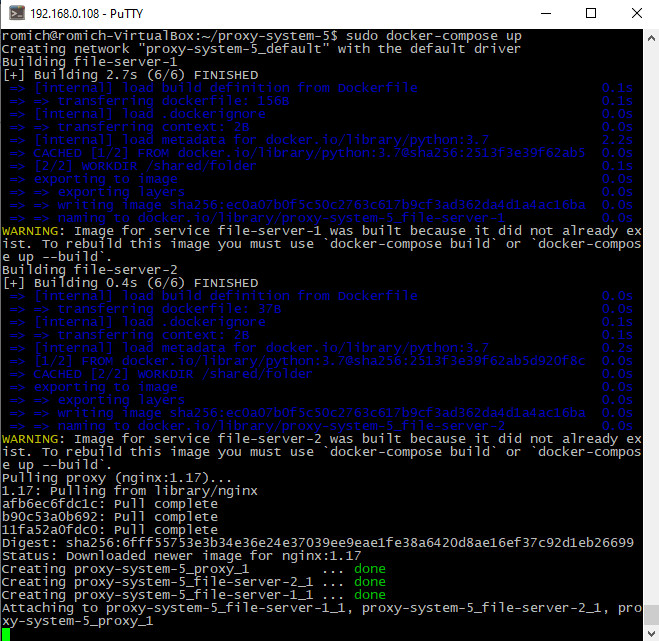 192.168.0.108 - PuTTY
romich@romich-VirtualBox:~/proxy-system-5$ sudo docker-compose up
Creating network "proxy-system-5_default" with the default driver
Building file-server-1
[+] Building 2.7s (6/6) FINISHED
=> [internal] load build definition from Dockerfile 0.1s
=> => transferring dockerfile: 156B 0.1s
=> [internal] load .dockerignore 0.0s
=> => transferring context: 2B 0.0s
=> [internal] load metadata for docker.io/library/python:3.7 2.2s
=> CACHED [1/2] FROM docker.io/library/python:3.7@sha256:2513f3e39f62ab5 0.0s
=> [2/2] WORKDIR /shared/folder 0.1s
=> exporting to image 0.0s
=> => exporting layers 0.0s
=> => writing image sha256:ec0a07b0f5c50c2763c617b9cf3ad362da4d1a4ac16ba 0.0s
=> => naming to docker.io/library/proxy-system-5_file-server-1 0.0s
WARNING: Image for service file-server-1 was built because it did not already ex
ist. To rebuild this image you must use `docker-compose build` or `docker-compos
e up --build`.
Building file-server-2
[+] Building 0.4s (6/6) FINISHED
=> [internal] load build definition from Dockerfile 0.0s
=> => transferring dockerfile: 37B 0.0s
=> [internal] load .dockerignore 0.1s
=> => transferring context: 2B 0.1s
=> [internal] load metadata for docker.io/library/python:3.7 0.2s
=> [1/2] FROM docker.io/library/python:3.7@sha256:2513f3e39f62ab5d920f8c 0.0s
=> CACHED [2/2] WORKDIR /shared/folder 0.0s
=> exporting to image 0.0s
=> => exporting layers 0.0s
=> => writing image sha256:ec0a07b0f5c50c2763c617b9cf3ad362da4d1a4ac16ba 0.0s
=> => naming to docker.io/library/proxy-system-5_file-server-2 0.0s
WARNING: Image for service file-server-2 was built because it did not already ex
ist. To rebuild this image you must use `docker-compose build` or `docker-compos
e up --build`.
Pulling proxy (nginx:1.17)...
1.17: Pulling from library/nginx
afb6ec6fdc1c: Pull complete
b90c53a0b692: Pull complete
11fa52a0fdc0: Pull complete
Digest: sha256:6fff55753e3b34e36e24e37039ee9eae1fe38a6420d8ae16ef37c92d1eb26699
Status: Downloaded newer image for nginx:1.17
Creating proxy-system-5_proxy_1 ... done
Creating proxy-system-5_file-server-2_1 ... done
Creating proxy-system-5_file-server-1_1 ... done
Attaching to proxy-system-5_file-server-1_1, proxy-system-5_file-server-2_1, pro
xy-system-5_proxy_1